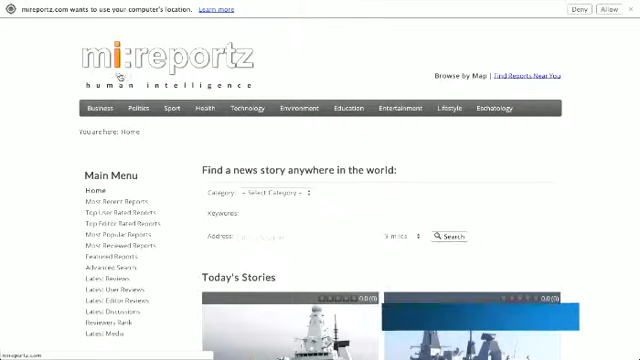 mireportz.com wants to use your computer's location. Learn more Deny Allow ×
mi:reportz
human intelligence
Browse by Map | Find Reports Near You
Business Politics Sport Health Technology Environment Education Entertainment Lifestyle Eschatology
You are here: Home
Main Menu
Home
Most Recent Reports
Top User Rated Reports
Top Editor Rated Reports
Most Popular Reports
Most Reviewed Reports
Featured Reports
Advanced Search
Latest Reviews
Latest User Reviews
Latest Editor Reviews
Latest Discussions
Reviewers Rank
Latest Media
Find a news story anywhere in the world:
Category: - Select Category -
Keywords:
Address: 5 miles Search
Today's Stories
0.0 (0) 0.0 (0)
mireportz.com